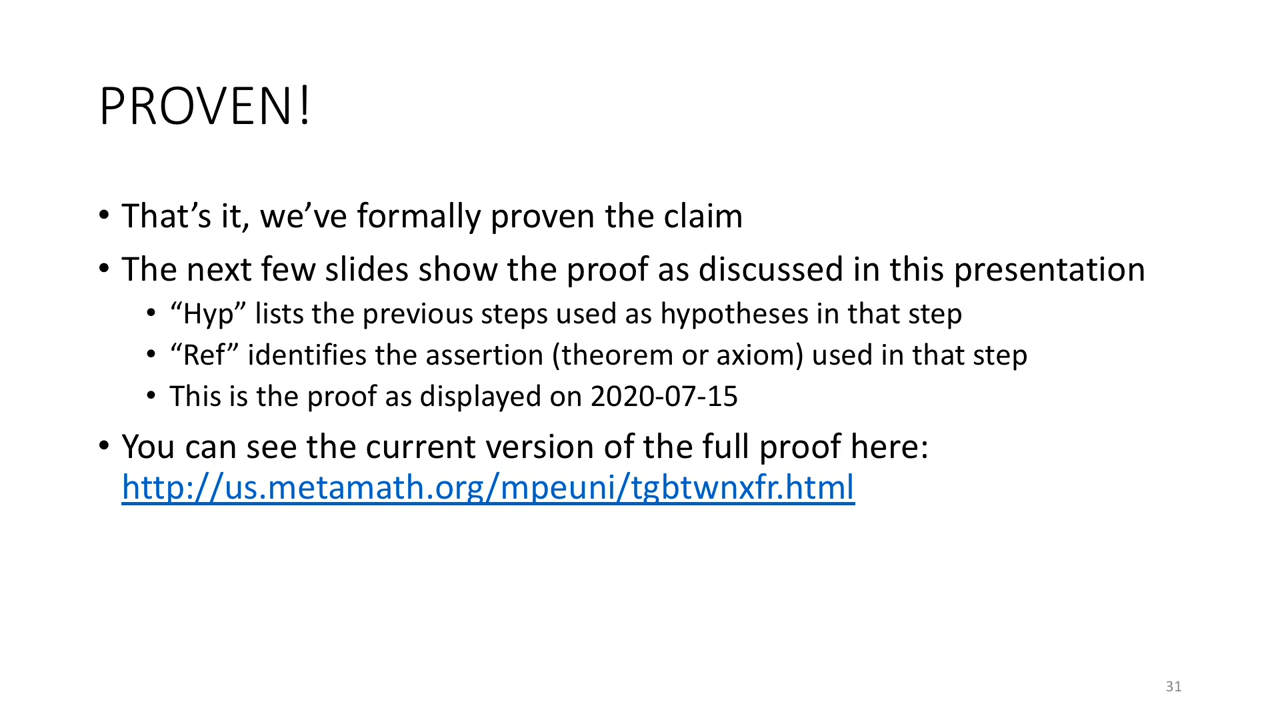 PROVEN!
• That’s it, we’ve formally proven the claim
• The next few slides show the proof as discussed in this presentation
• “Hyp” lists the previous steps used as hypotheses in that step
• “Ref” identifies the assertion (theorem or axiom) used in that step
• This is the proof as displayed on 2020-07-15
• You can see the current version of the full proof here:
http://us.metamath.org/mpeuni/tgbtwnxfr.html
31